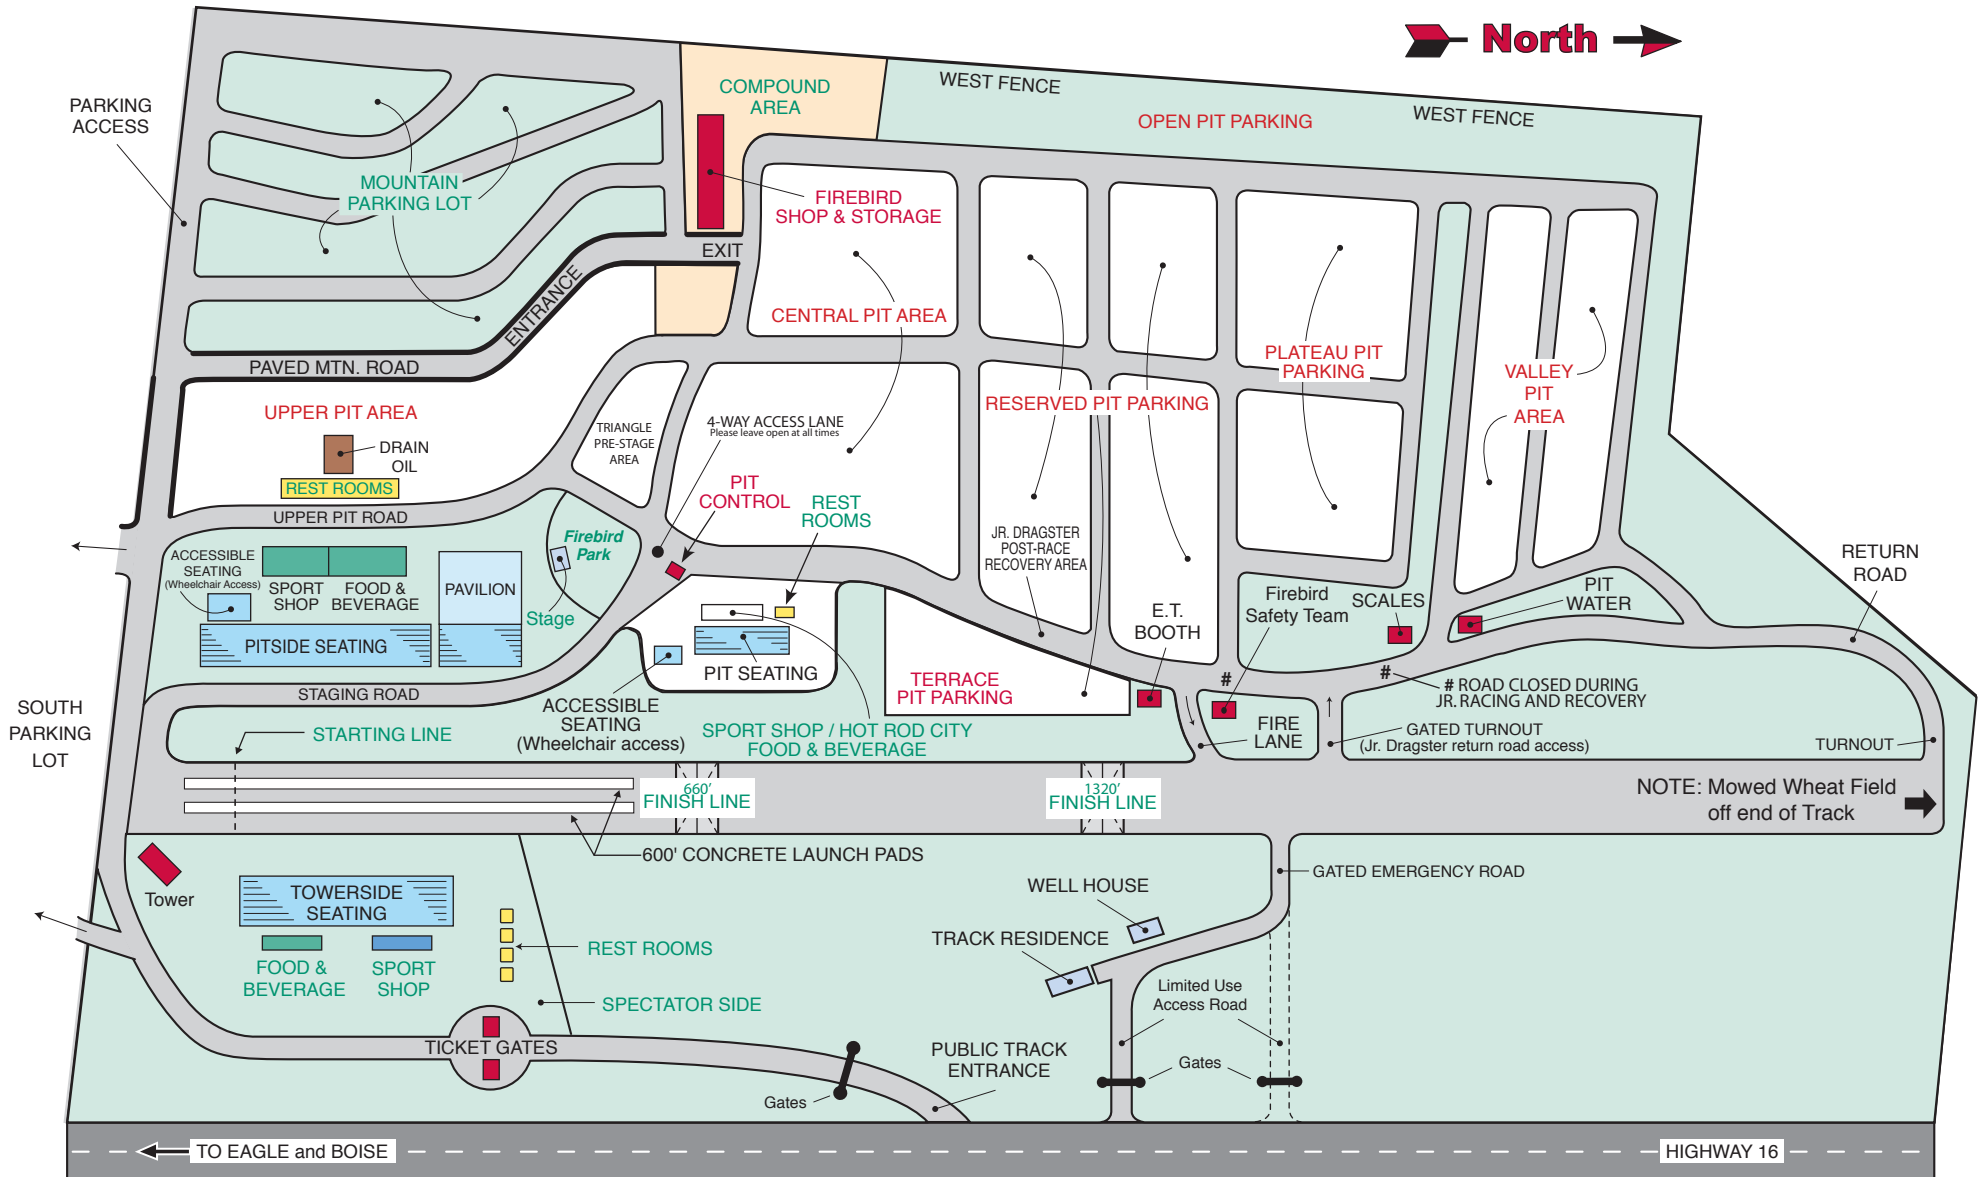 North
PARKING
ACCESS
COMPOUND
AREA
WEST FENCE
WEST FENCE
OPEN PIT PARKING
MOUNTAIN
PARKING LOT
FIREBIRD
SHOP & STORAGE
EXIT
ENTRANCE
CENTRAL PIT AREA
PAVED MTN. ROAD
PLATEAU PIT
PARKING
VALLEY
PIT
AREA
UPPER PIT AREA
RESERVED PIT PARKING
TRIANGLE
PRE-STAGE
AREA
4-WAY ACCESS LANE
Please leave open at all times
DRAIN
OIL
REST ROOMS
PIT
CONTROL
REST
ROOMS
UPPER PIT ROAD
Firebird
Park
JR. DRAGSTER
POST-RACE
RECOVERY AREA
ACCESSIBLE
SEATING
(Wheelchair Access)
SPORT
SHOP
FOOD &
BEVERAGE
PAVILION
Stage
RETURN
ROAD
PIT
WATER
SCALES
Firebird
Safety Team
E.T.
BOOTH
PITSIDE SEATING
PIT SEATING
STAGING ROAD
TERRACE
PIT PARKING
#
#
# ROAD CLOSED DURING
JR. RACING AND RECOVERY
SOUTH
PARKING
LOT
ACCESSIBLE
SEATING
(Wheelchair access)
STARTING LINE
SPORT SHOP / HOT ROD CITY
FOOD & BEVERAGE
FIRE
LANE
GATED TURNOUT
(Jr. Dragster return road access)
TURNOUT
660'
FINISH LINE
1320'
FINISH LINE
NOTE: Mowed Wheat Field
off end of Track
600' CONCRETE LAUNCH PADS
GATED EMERGENCY ROAD
Tower
TOWERSIDE
SEATING
WELL HOUSE
TRACK RESIDENCE
REST ROOMS
FOOD &
BEVERAGE
SPORT
SHOP
SPECTATOR SIDE
Limited Use
Access Road
TICKET GATES
PUBLIC TRACK
ENTRANCE
Gates
Gates
TO EAGLE and BOISE
HIGHWAY 16